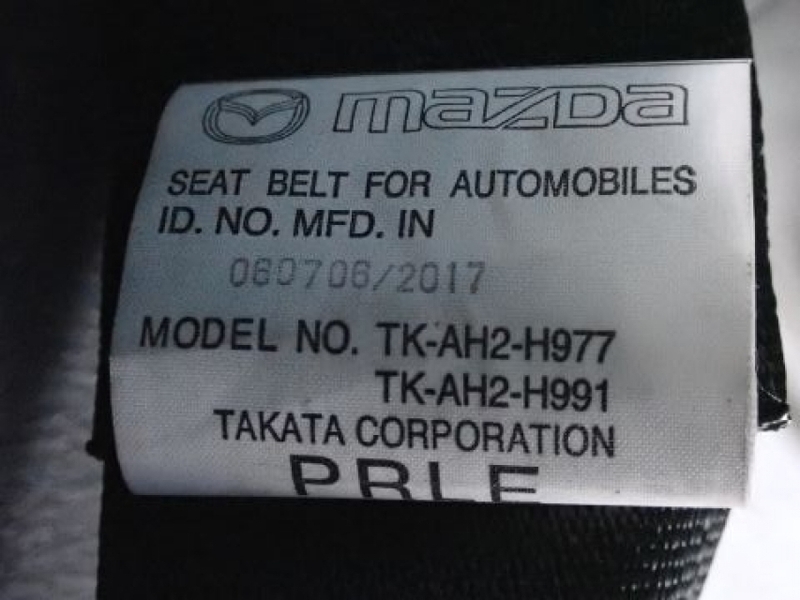 mazda
SEAT BELT FOR AUTOMOBILES
ID. NO. MFD. IN
060706/2017
MODEL NO. TK-AH2-H977
TK-AH2-H991
TAKATA CORPORATION
PRLE